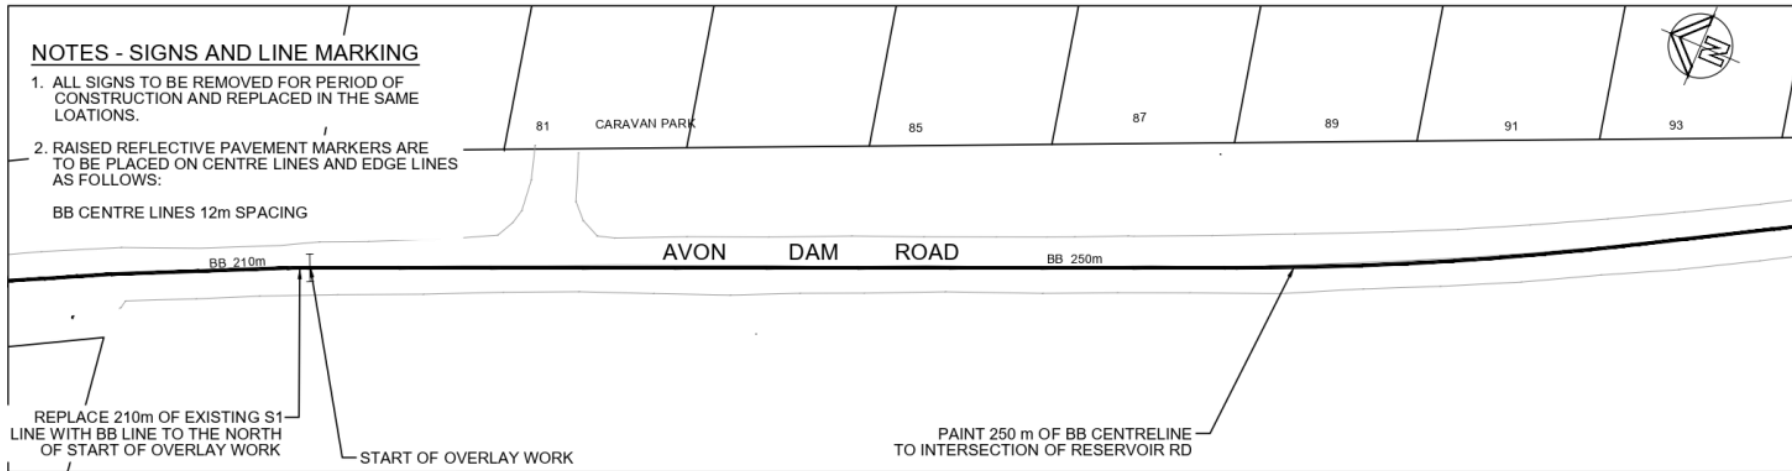 NOTES - SIGNS AND LINE MARKING
1. ALL SIGNS TO BE REMOVED FOR PERIOD OF
CONSTRUCTION AND REPLACED IN THE SAME
LOATIONS.
2. RAISED REFLECTIVE PAVEMENT MARKERS ARE
TO BE PLACED ON CENTRE LINES AND EDGE LINES
AS FOLLOWS:
BB CENTRE LINES 12m SPACING
N
81
CARAVAN PARK
85
87
89
91
93
AVON DAM ROAD
BB 210m
BB 250m
REPLACE 210m OF EXISTING S1
LINE WITH BB LINE TO THE NORTH
OF START OF OVERLAY WORK
START OF OVERLAY WORK
PAINT 250 m OF BB CENTRELINE
TO INTERSECTION OF RESERVOIR RD